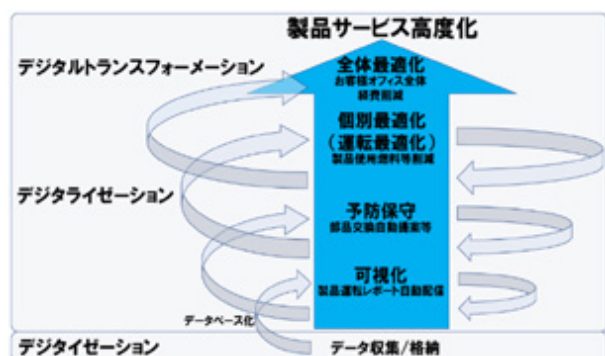 製品サービス高度化
デジタルトランスフォーメーション
全体最適化
お客様オフィス全体
経費削減
個別最適化
(運転最適化)
製品使用燃料等削減
デジタライゼーション
予防保守
部品交換自動提案等
可視化
製品運転レポート自動配信
データベース化
デジタイゼーション
データ収集/格納